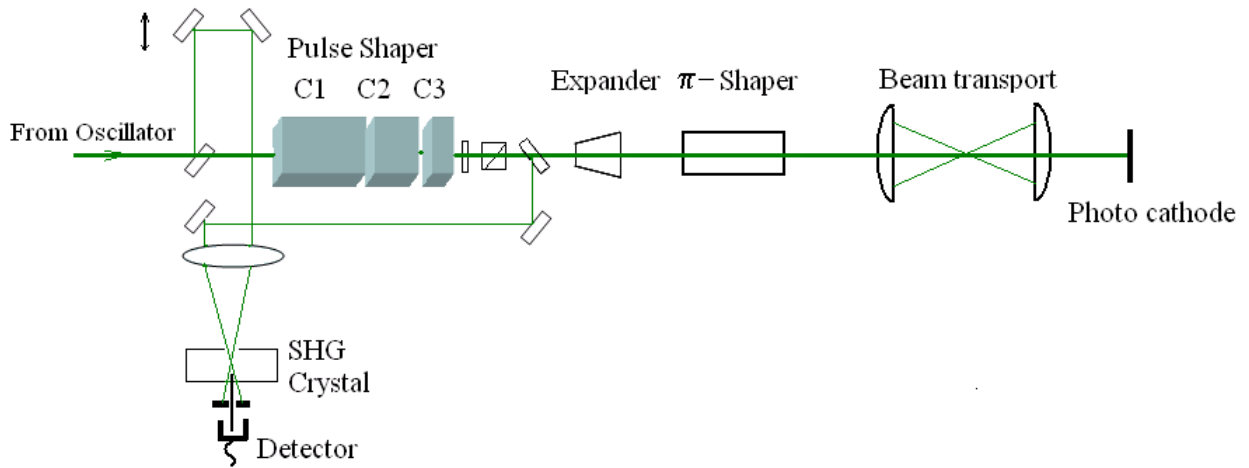 Pulse Shaper
C1 C2 C3
Expander π-Shaper
Beam transport
From Oscillator
Photo cathode
SHG
Crystal
Detector